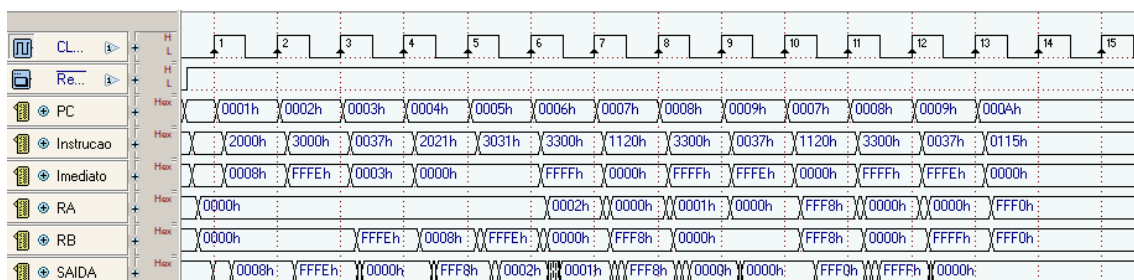 CL... H L 1 2 3 4 5 6 7 8 9 10 11 12 13 14 15
Re... H L
PC Hex 0001h 0002h 0003h 0004h 0005h 0006h 0007h 0008h 0009h 0007h 0008h 0009h 000Ah
Instrucao Hex 2000h 3000h 0037h 2021h 3031h 3300h 1120h 3300h 0037h 1120h 3300h 0037h 0115h
Imediato Hex 0008h FFFEh 0003h 0000h FFFFh 0000h FFFFh FFFEh 0000h FFFFh FFFEh 0000h
RA Hex 0000h 0002h 0000h 0001h 0000h FFF8h 0000h 0000h FFF0h
RB Hex 0000h FFFEh 0008h FFFEh 0000h FFF8h 0000h FFF8h 0000h FFFFh FFF0h
SAIDA Hex 0008h FFFEh 0000h FFF8h 0002h 0001h FFF8h 0000h 0000h FFF0h FFFFh 0000h